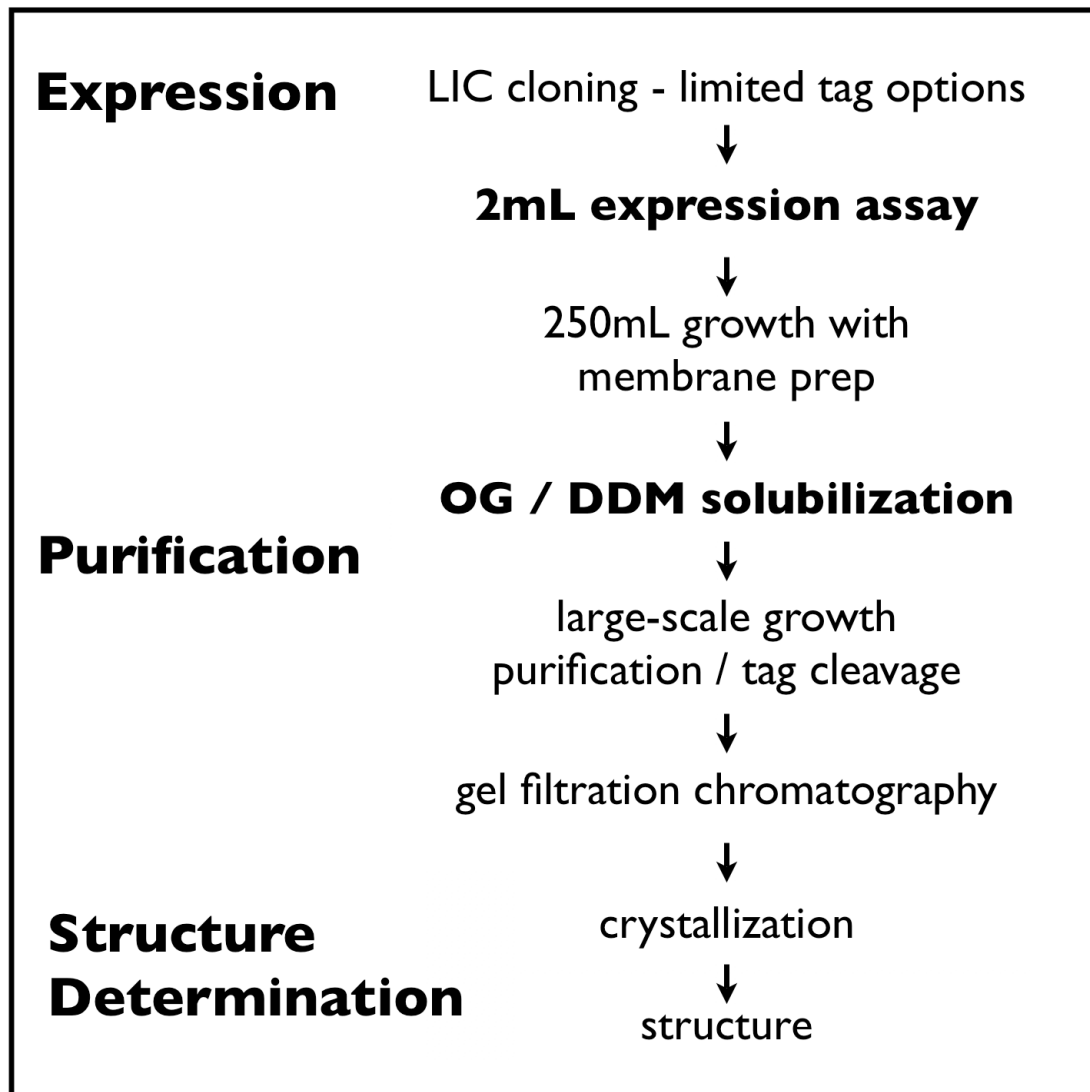 Expression
LIC cloning - limited tag options
2mL expression assay
250mL growth with
membrane prep
OG / DDM solubilization
Purification
large-scale growth
purification / tag cleavage
gel filtration chromatography
Structure
Determination
crystallization
structure